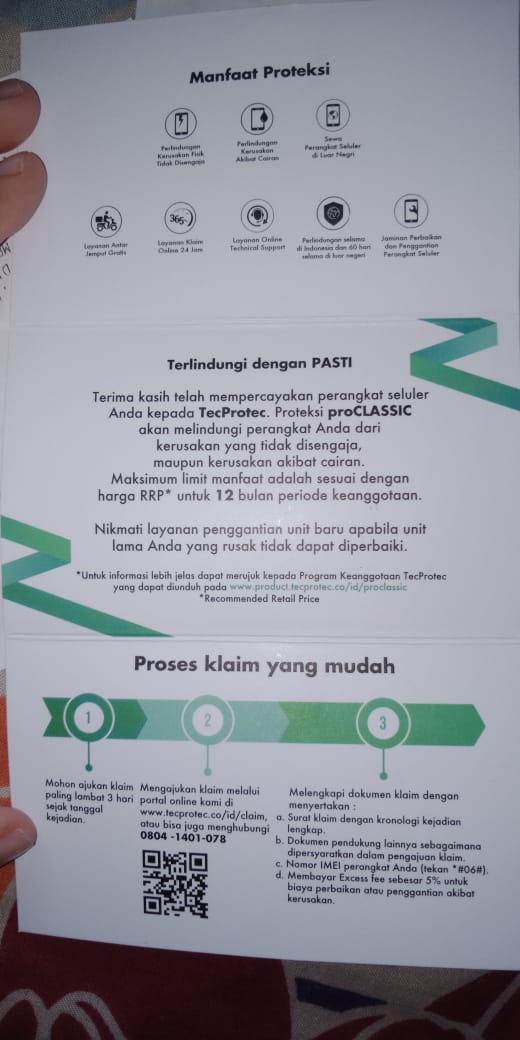 Manfaat Proteksi
Perlindungan
Kerusakan Fisik
Tidak Disengaja
Perlindungan
Kerusakan
Akibat Cairan
Sewa
Perangkat Seluler
di Luar Negri
365
Layanan Antar
Jemput Gratis
Layanan Klaim
Online 24 Jam
Layanan Online
Technical Support
Perlindungan selama
di Indonesia dan 60 hari
selama di luar negeri
Jaminan Perbaikan
dan Penggantian
Perangkat Seluler
Terlindungi dengan PASTI
Terima kasih telah mempercayakan perangkat seluler
Anda kepada TecProtec. Proteksi proCLASSIC
akan melindungi perangkat Anda dari
kerusakan yang tidak disengaja,
maupun kerusakan akibat cairan.
Maksimum limit manfaat adalah sesuai dengan
harga RRP* untuk 12 bulan periode keanggotaan.
Nikmati layanan penggantian unit baru apabila unit
lama Anda yang rusak tidak dapat diperbaiki.
*Untuk informasi lebih jelas dapat merujuk kepada Program Keanggotaan TecProtec
yang dapat diunduh pada www.product.tecprotec.co/id/proclassic
*Recommended Retail Price
Proses klaim yang mudah
1
2
3
Mohon ajukan klaim
paling lambat 3 hari
sejak tanggal
kejadian.
Mengajukan klaim melalui
portal online kami di
www.tecprotec.co/id/claim,
atau bisa juga menghubungi
0804 -1401-078
Melengkapi dokumen klaim dengan
menyertakan :
a. Surat klaim dengan kronologi kejadian
lengkap.
b. Dokumen pendukung lainnya sebagaimana
dipersyaratkan dalam pengajuan klaim.
c. Nomor IMEI perangkat Anda (tekan *#06#).
d. Membayar Excess fee sebesar 5% untuk
biaya perbaikan atau penggantian akibat
kerusakan.